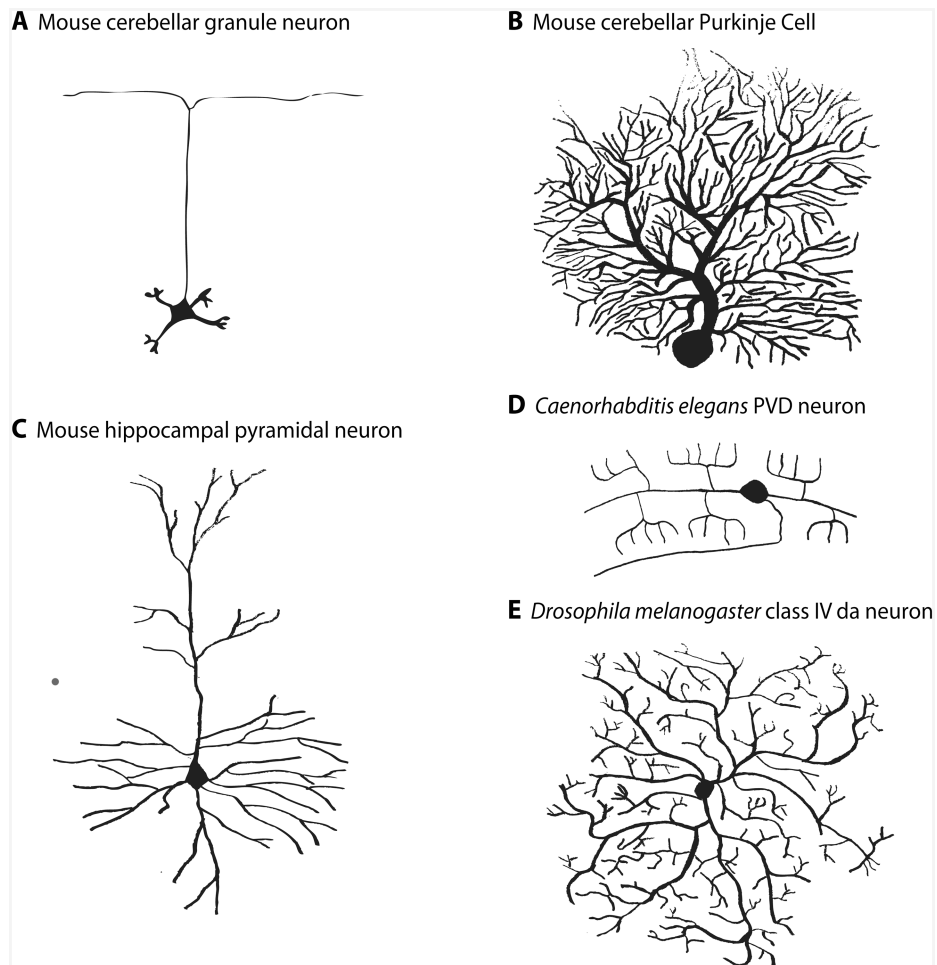 A Mouse cerebellar granule neuron
B Mouse cerebellar Purkinje Cell
C Mouse hippocampal pyramidal neuron
D Caenorhabditis elegans PVD neuron
E Drosophila melanogaster class IV da neuron